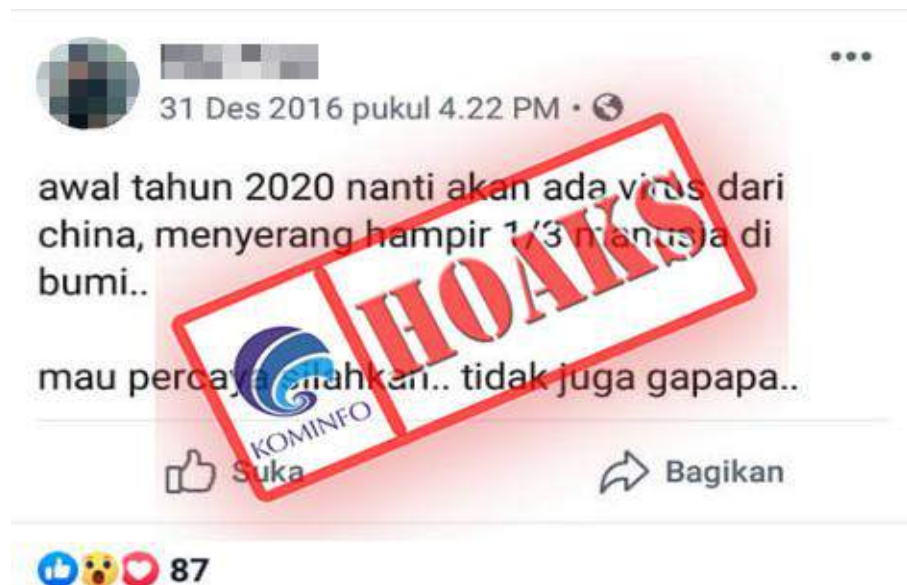 31 Des 2016 pukul 4.22 PM
awal tahun 2020 nanti akan ada virus dari
china, menyerang hampir 1/3 manusia di
bumi..
mau percaya silahkan.. tidak juga gapapa..
HOAKS
KOMINFO
Suka
Bagikan
87